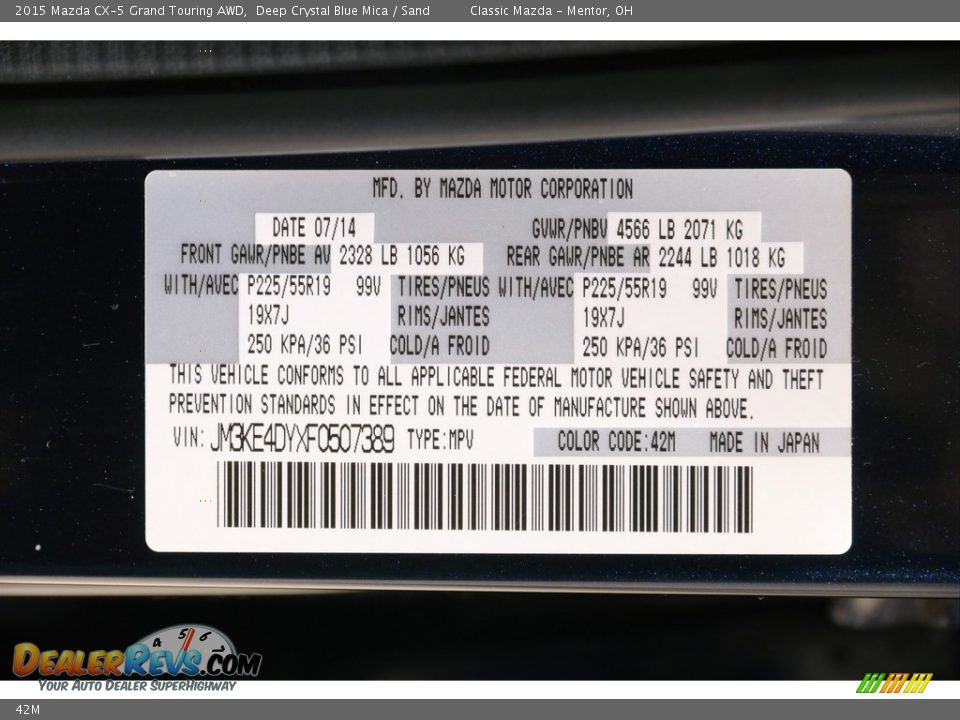 2015 Mazda CX-5 Grand Touring AWD, Deep Crystal Blue Mica / Sand Classic Mazda - Mentor, OH
MFD. BY MAZDA MOTOR CORPORATION
DATE 07/14 GVWR/PNBV 4566 LB 2071 KG
FRONT GAWR/PNBE AV 2328 LB 1056 KG REAR GAWR/PNBE AR 2244 LB 1018 KG
WITH/AVEC P225/55R19 99V TIRES/PNEUS WITH/AVEC P225/55R19 99V TIRES/PNEUS
19X7J RIMS/JANTES 19X7J RIMS/JANTES
250 KPA/36 PSI COLD/A FROID 250 KPA/36 PSI COLD/A FROID
THIS VEHICLE CONFORMS TO ALL APPLICABLE FEDERAL MOTOR VEHICLE SAFETY AND THEFT
PREVENTION STANDARDS IN EFFECT ON THE DATE OF MANUFACTURE SHOWN ABOVE.
VIN: JM3KE4DYXF0507389 TYPE:MPV COLOR CODE:42M MADE IN JAPAN
4 5 6
DEALERREVS.COM
YOUR AUTO DEALER SUPERHIGHWAY
42M